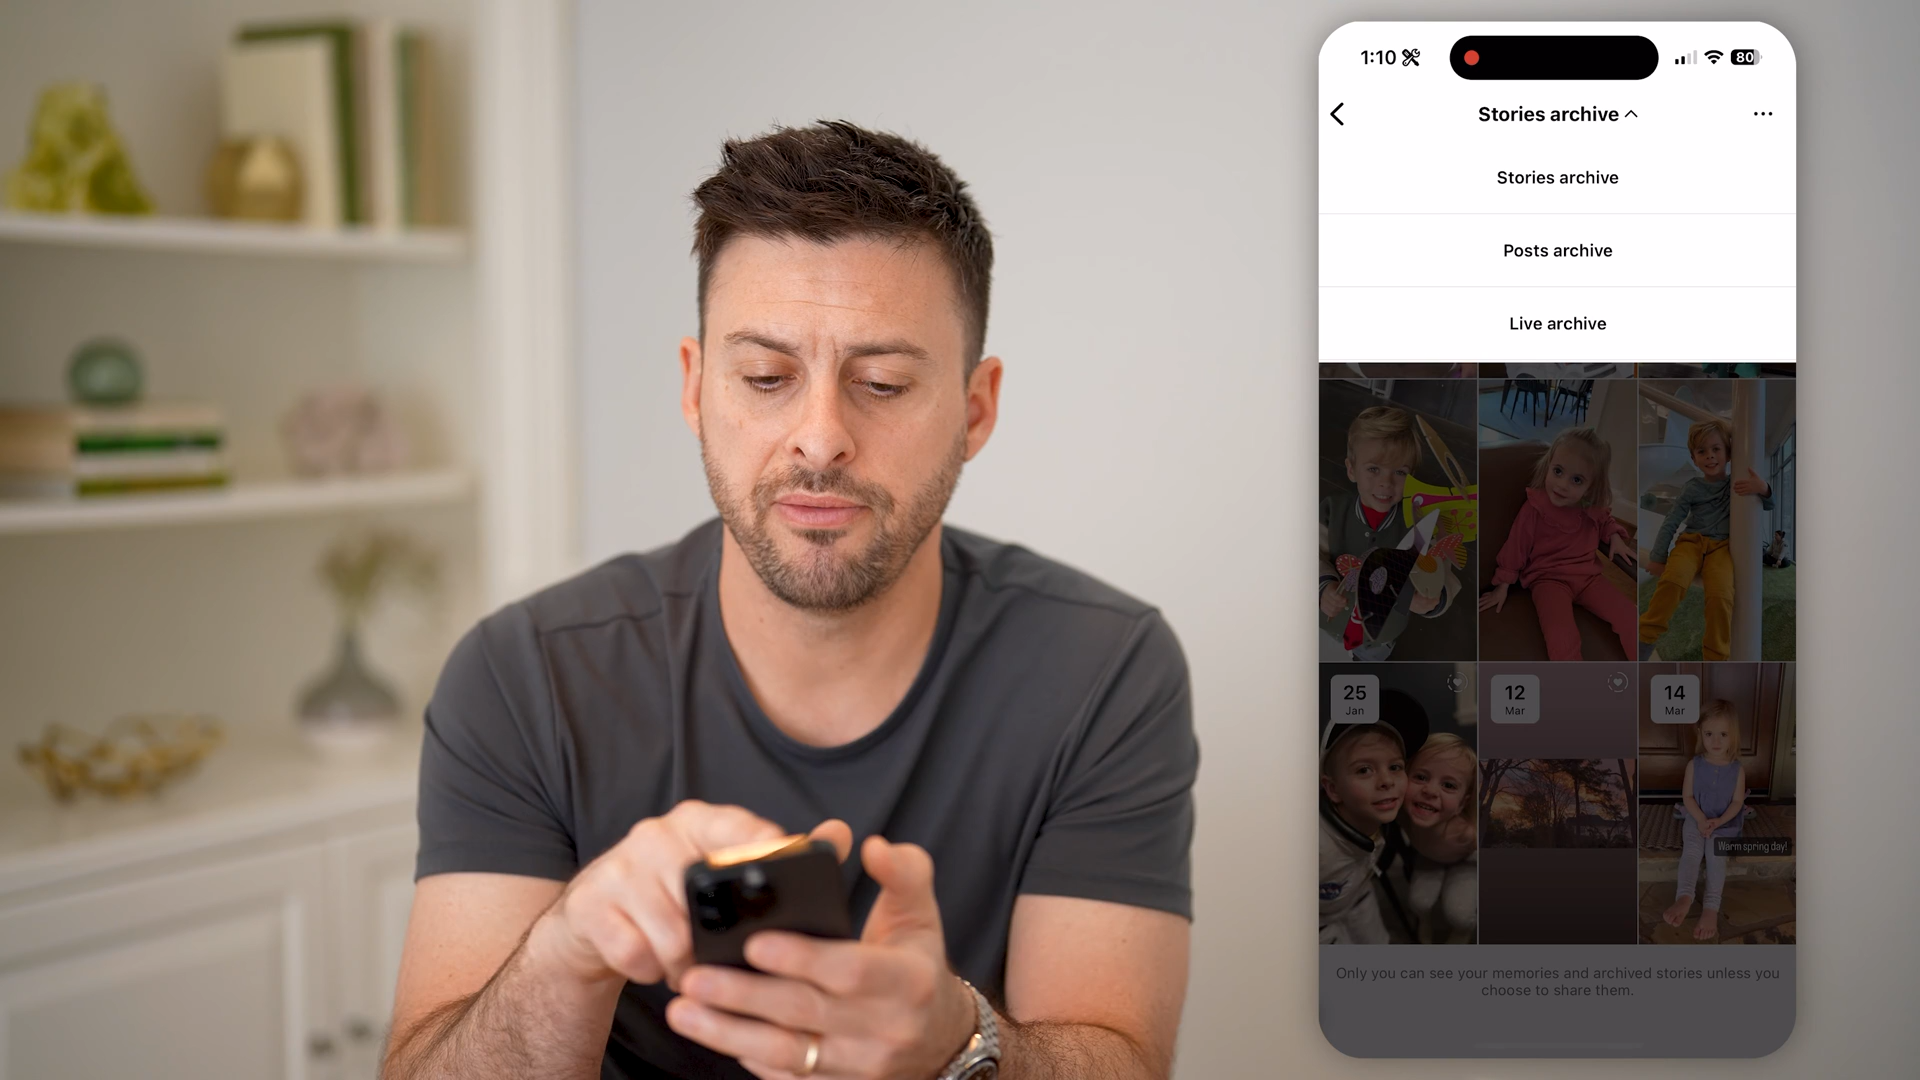 1:10
80
Stories archive
Stories archive
Posts archive
Live archive
25
Jan
12
Mar
14
Mar
Warm spring day!
Only you can see your memories and archived stories unless you
choose to share them.